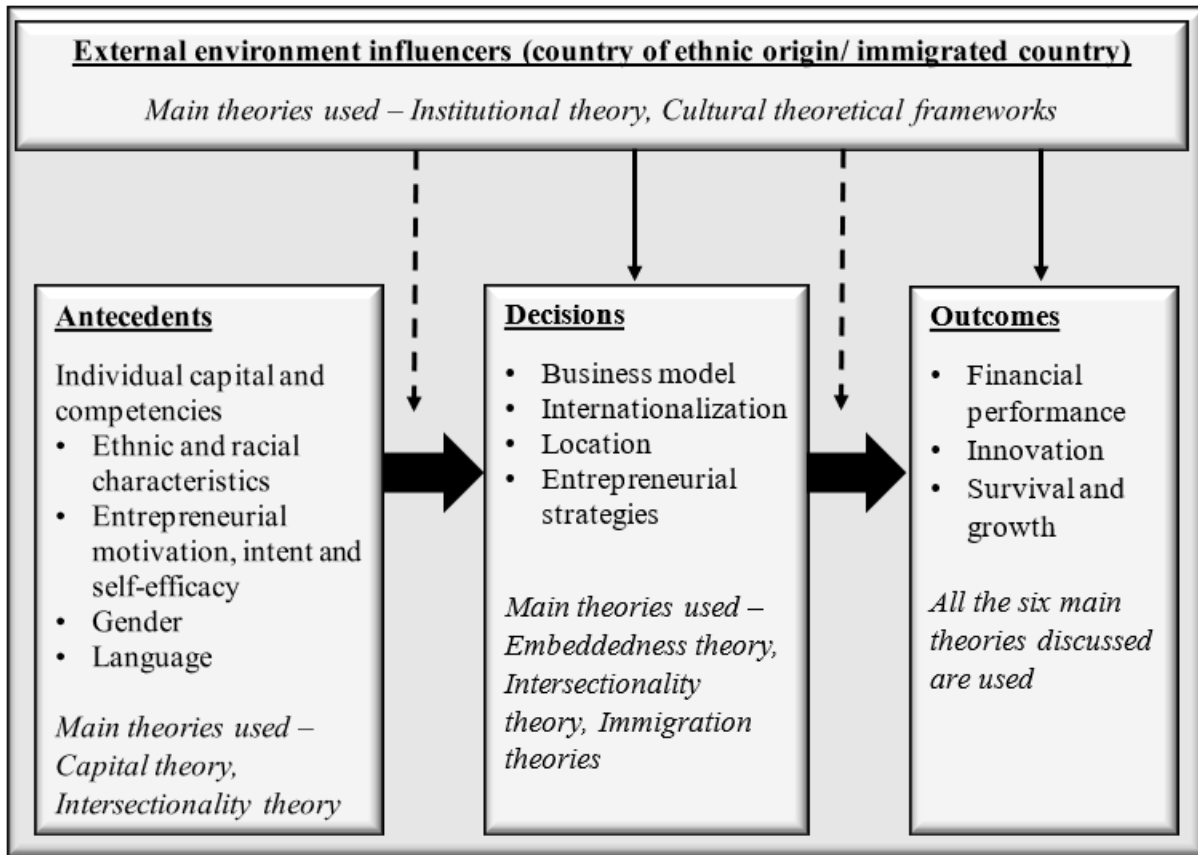 External environment influencers (country of ethnic origin/ immigrated country)
Main theories used – Institutional theory, Cultural theoretical frameworks
Antecedents
Individual capital and
competencies
• Ethnic and racial
characteristics
• Entrepreneurial
motivation, intent and
self-efficacy
• Gender
• Language
Main theories used –
Capital theory,
Intersectionality theory
Decisions
• Business model
• Internationalization
• Location
• Entrepreneurial
strategies
Main theories used –
Embeddedness theory,
Intersectionality
theory, Immigration
theories
Outcomes
• Financial
performance
• Innovation
• Survival and
growth
All the six main
theories discussed
are used